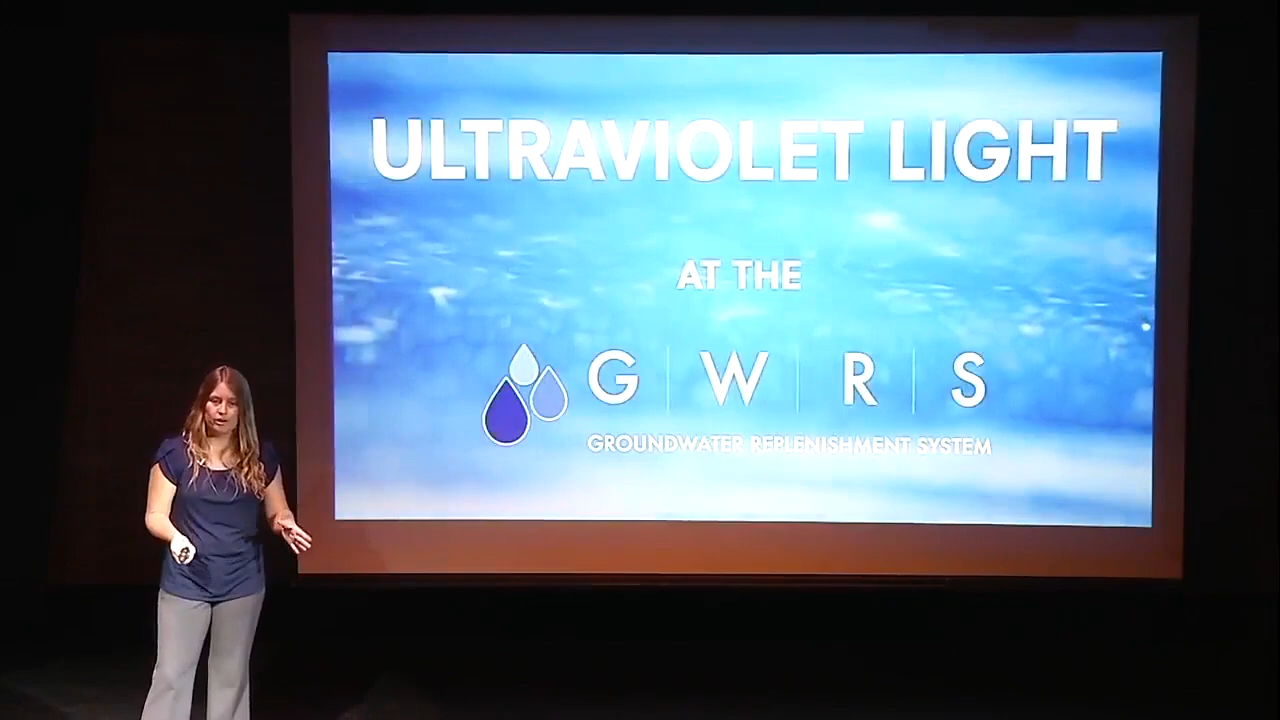 ULTRAVIOLET LIGHT
AT THE
G W R S
GROUNDWATER REPLENISHMENT SYSTEM